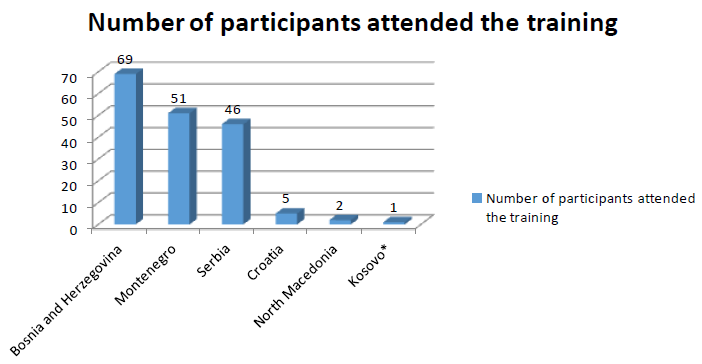 Number of participants attended the training
69
51
46
5
2
1
70
60
50
40
30
20
10
0
Bosnia and Herzegovina
Montenegro
Serbia
Croatia
North Macedonia
Kosovo*
Number of participants attended
the training